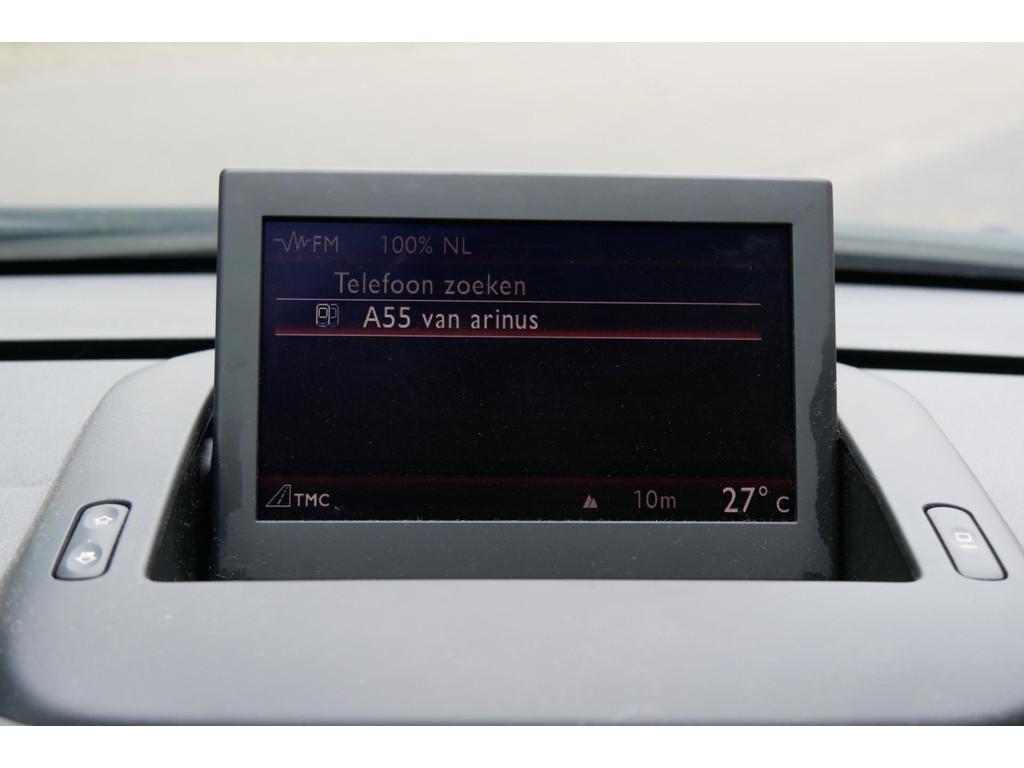 FM 100% NL
Telefoon zoeken
A55 van arinus
TMC 10m 27° C